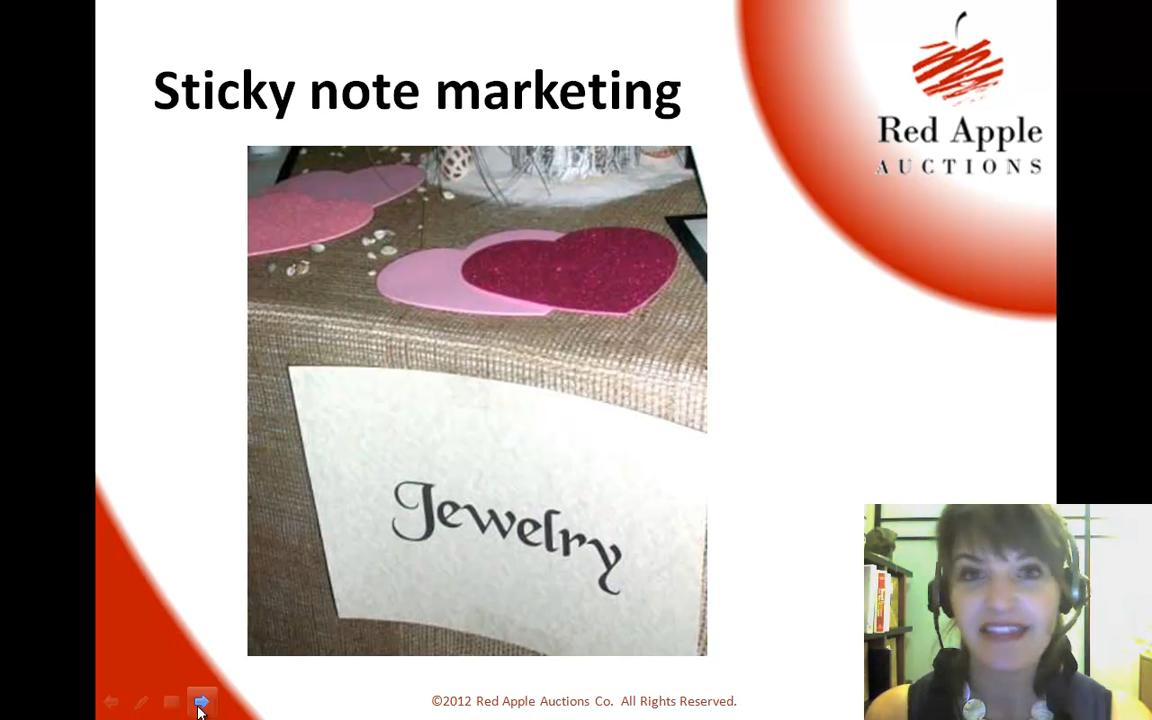 Sticky note marketing
Red Apple
AUCTIONS
Jewelry
©2012 Red Apple Auctions Co. All Rights Reserved.